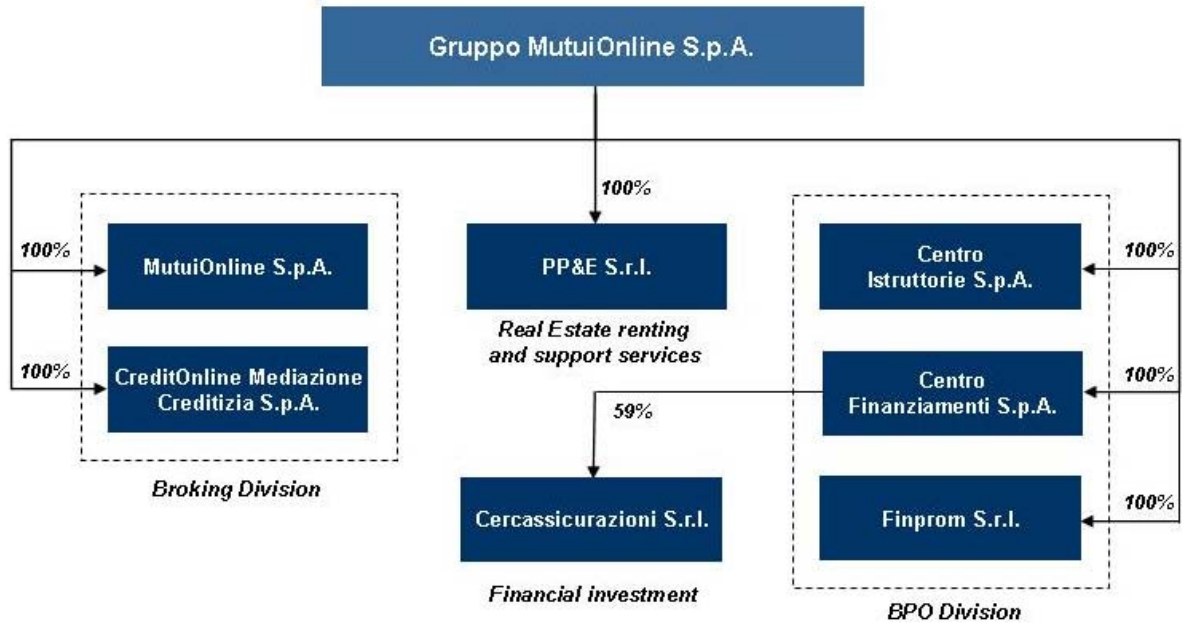 Gruppo MutuiOnline S.p.A.
100%
100%
MutuiOnline S.p.A.
100%
CreditOnline Mediazione
Creditizia S.p.A.
Broking Division
PP&E S.r.l.
Real Estate renting
and support services
59%
Cercassicurazioni S.r.l.
Financial investment
Centro
Istruttorie S.p.A.
100%
Centro
Finanziamenti S.p.A.
100%
Finprom S.r.l.
100%
BPO Division